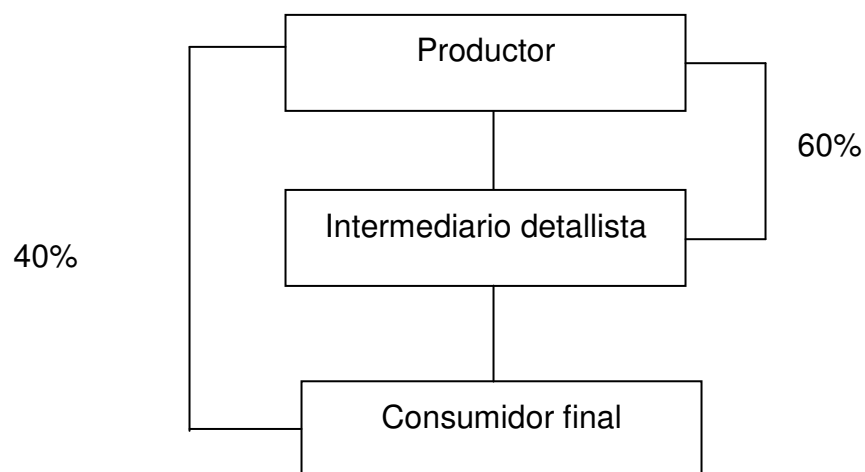 Productor
60%
Intermediario detallista
40%
Consumidor final